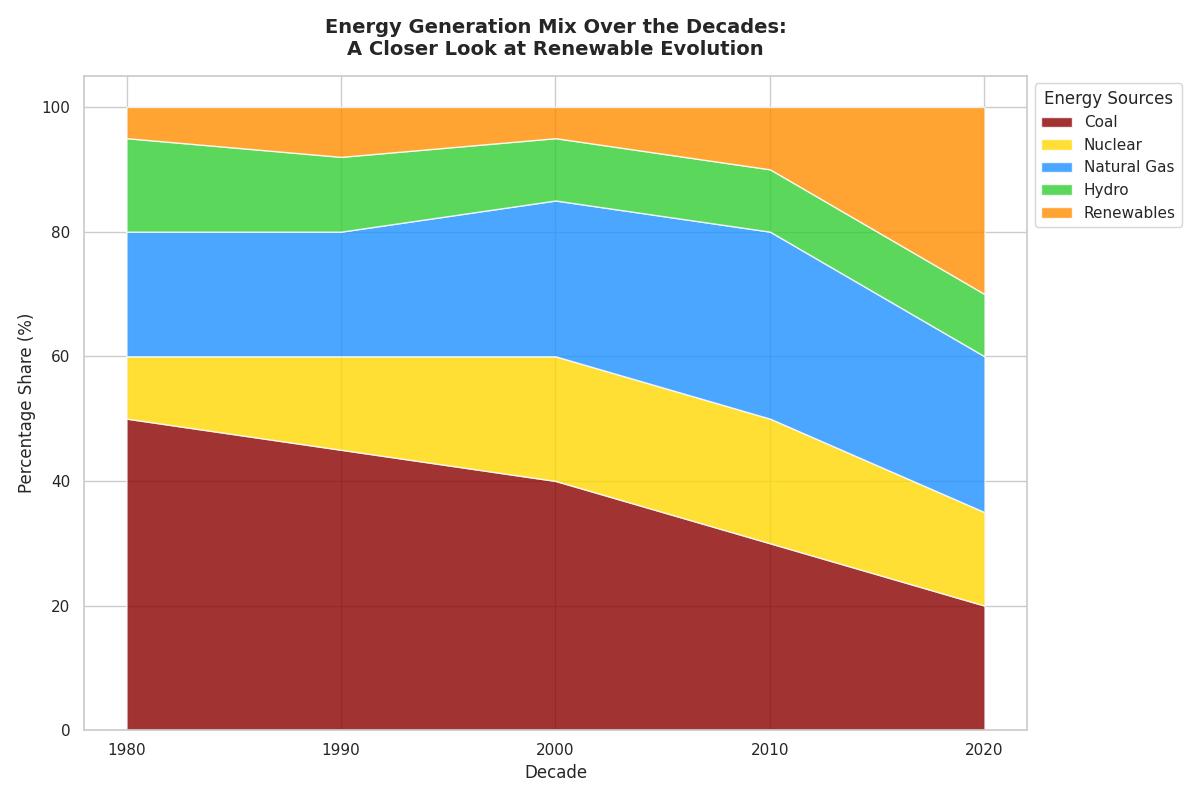 Energy Generation Mix Over the Decades:
A Closer Look at Renewable Evolution
Percentage Share (%)
100
80
60
40
20
0
1980
1990
2000
2010
2020
Decade
Energy Sources
Coal
Nuclear
Natural Gas
Hydro
Renewables